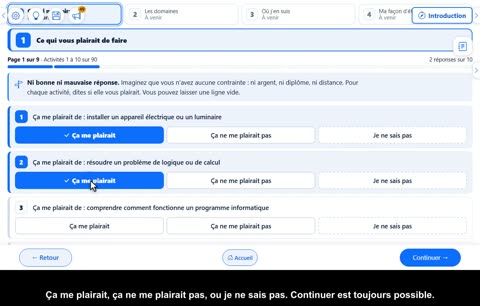 2 Les domaines
À venir
3 Où j'en suis
À venir
4 Ma façon d'
À venir
Introduction
1 Ce qui vous plairait de faire
Page 1 sur 9 · Activités 1 à 10 sur 90
2 réponses sur 10
Ni bonne ni mauvaise réponse. Imaginez que vous n'avez aucune contrainte : ni argent, ni diplôme, ni distance. Pour
chaque activité, dites si elle vous plairait. Vous pouvez laisser une ligne vide.
1 Ça me plairait de : installer un appareil électrique ou un luminaire
✓ Ça me plairait
Ça ne me plairait pas
Je ne sais pas
2 Ça me plairait de : résoudre un problème de logique ou de calcul
✓ Ça me plairait
Ça ne me plairait pas
Je ne sais pas
3 Ça me plairait de : comprendre comment fonctionne un programme informatique
Ça me plairait
Ça ne me plairait pas
Je ne sais pas
← Retour
Accueil
Continuer →
Ça me plairait, ça ne me plairait pas, ou je ne sais pas. Continuer est toujours possible.